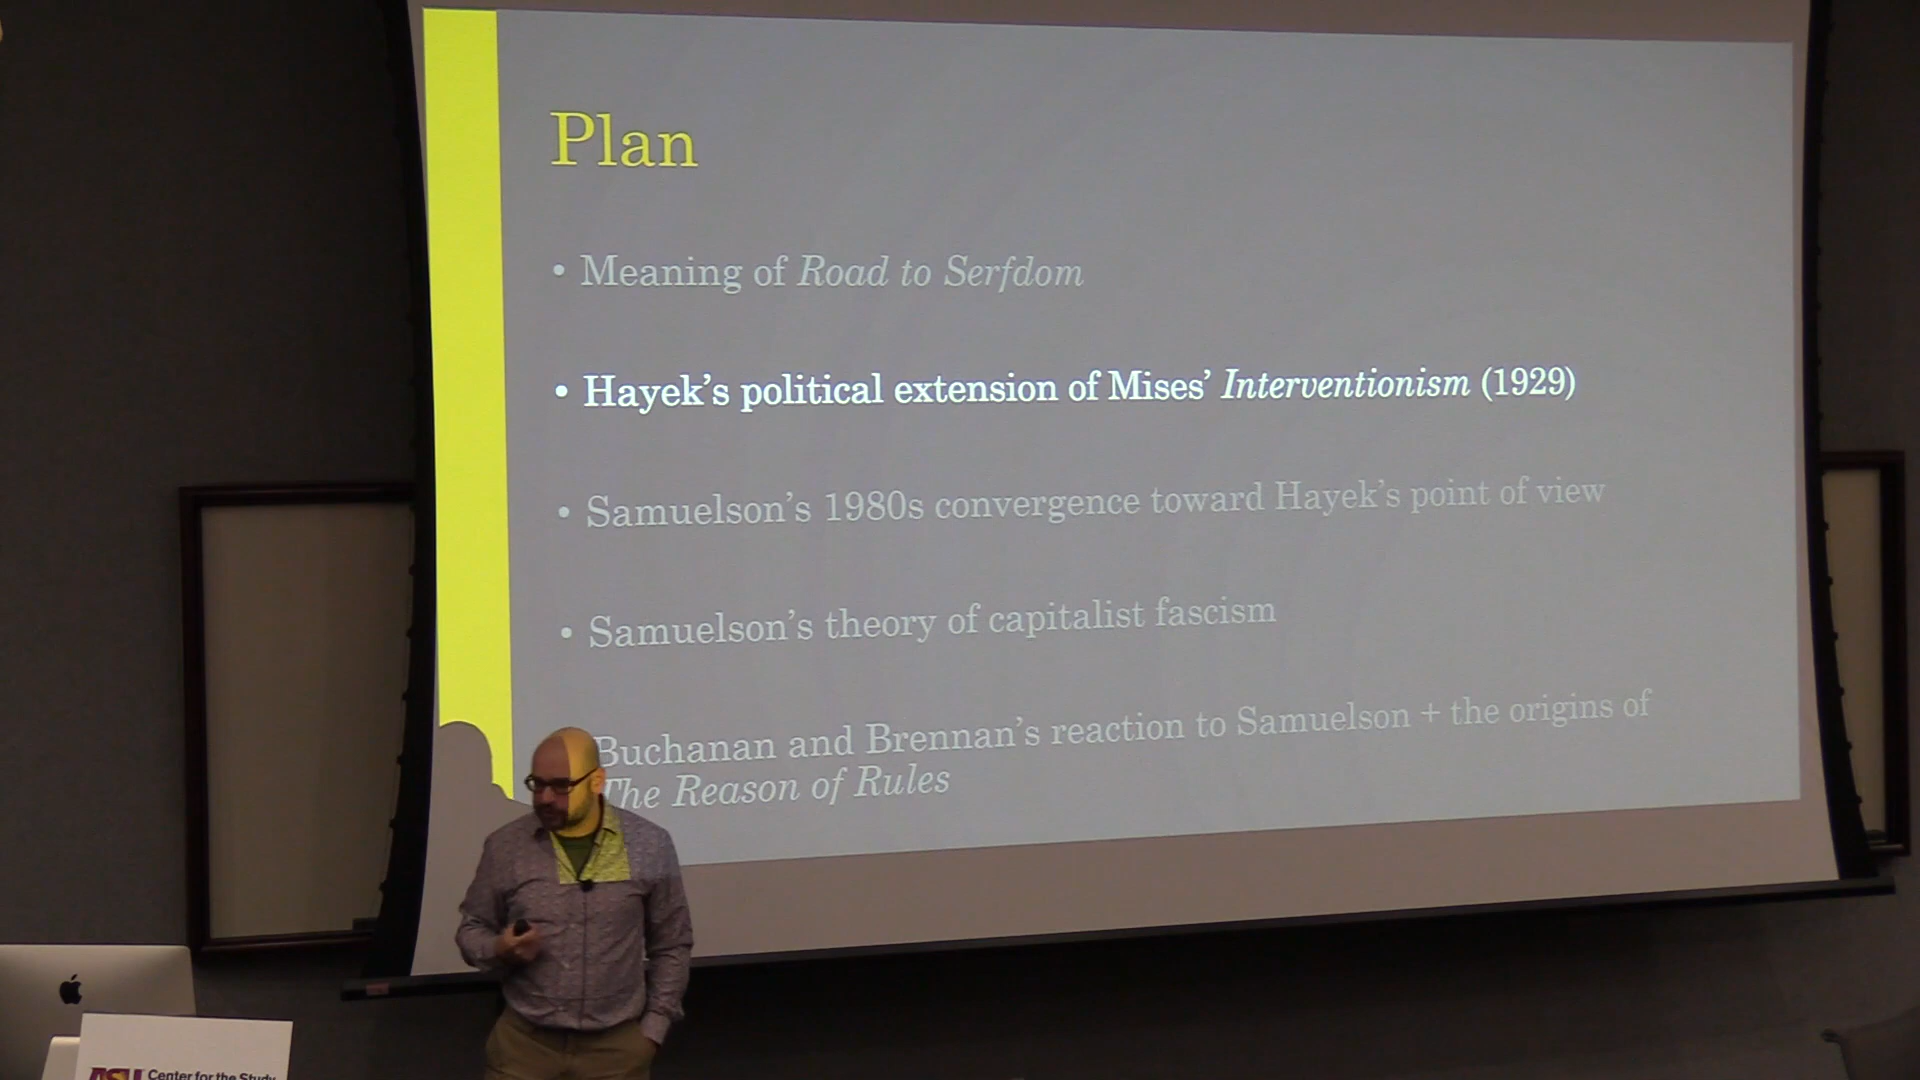 Plan
• Meaning of Road to Serfdom
• Hayek’s political extension of Mises’ Interventionism (1929)
• Samuelson’s 1980s convergence toward Hayek’s point of view
• Samuelson’s theory of capitalist fascism
Buchanan and Brennan’s reaction to Samuelson + the origins of
The Reason of Rules
ASU Center for the Study